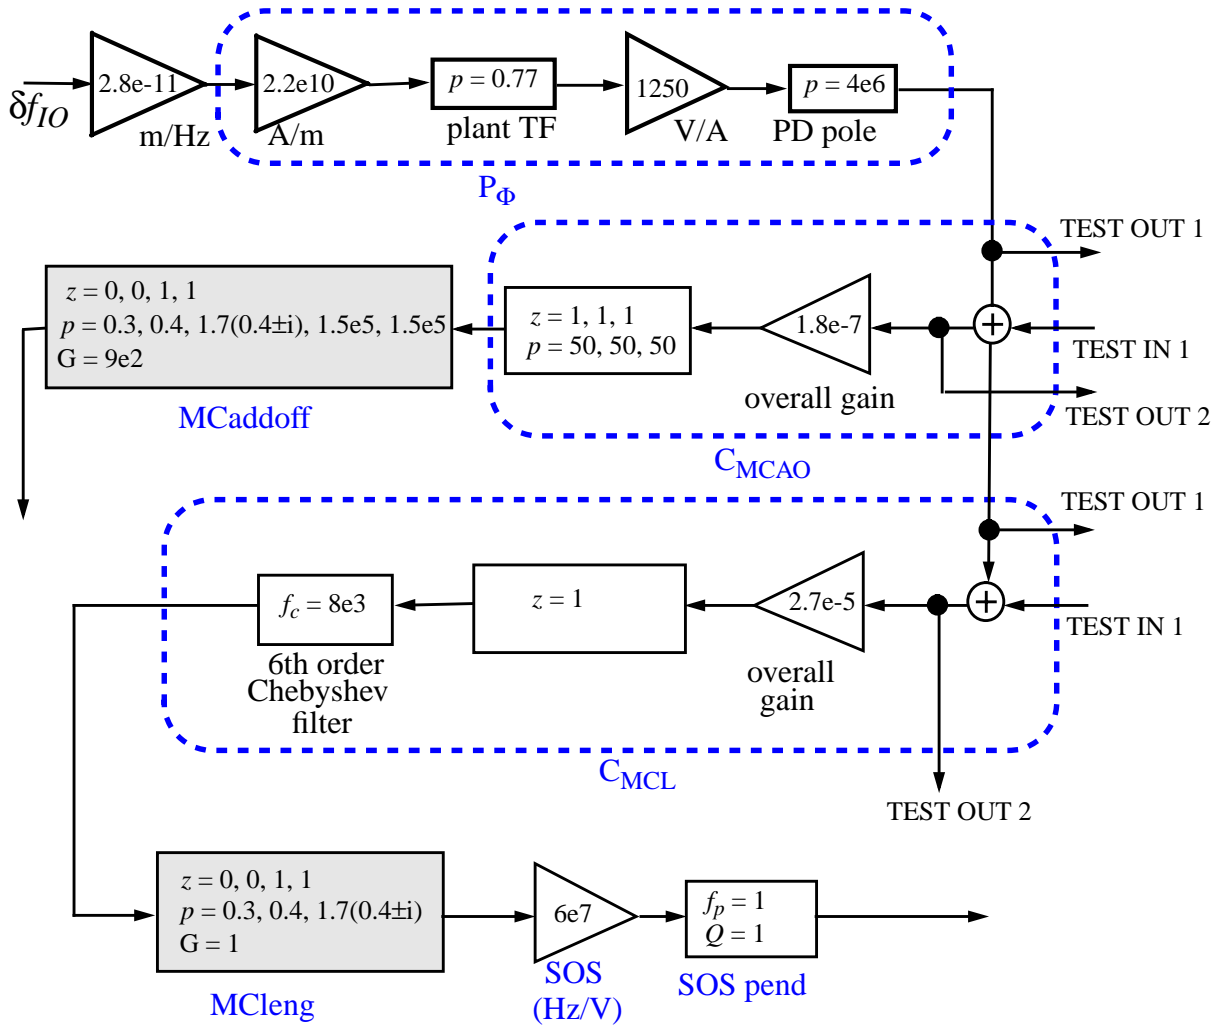 δf_IO
2.8e-11
m/Hz
2.2e10
A/m
p = 0.77
plant TF
1250
V/A
p = 4e6
PD pole
P_Φ
TEST OUT 1
z = 0, 0, 1, 1
p = 0.3, 0.4, 1.7(0.4±i), 1.5e5, 1.5e5
G = 9e2
MCaddoff
z = 1, 1, 1
p = 50, 50, 50
1.8e-7
overall gain
+
TEST IN 1
TEST OUT 2
C_MCAO
TEST OUT 1
f_c = 8e3
6th order
Chebyshev
filter
z = 1
2.7e-5
overall
gain
+
TEST IN 1
C_MCL
TEST OUT 2
z = 0, 0, 1, 1
p = 0.3, 0.4, 1.7(0.4±i)
G = 1
MCleng
6e7
SOS
(Hz/V)
f_p = 1
Q = 1
SOS pend